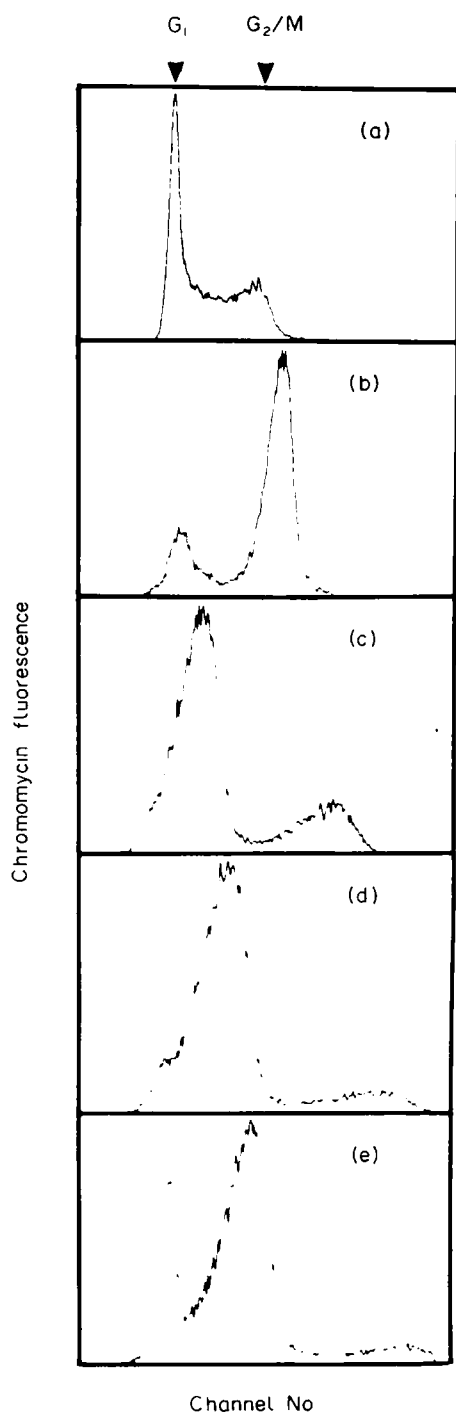 G₁ G₂/M
(a)
(b)
(c)
(d)
(e)
Chromomycin fluorescence
Channel No